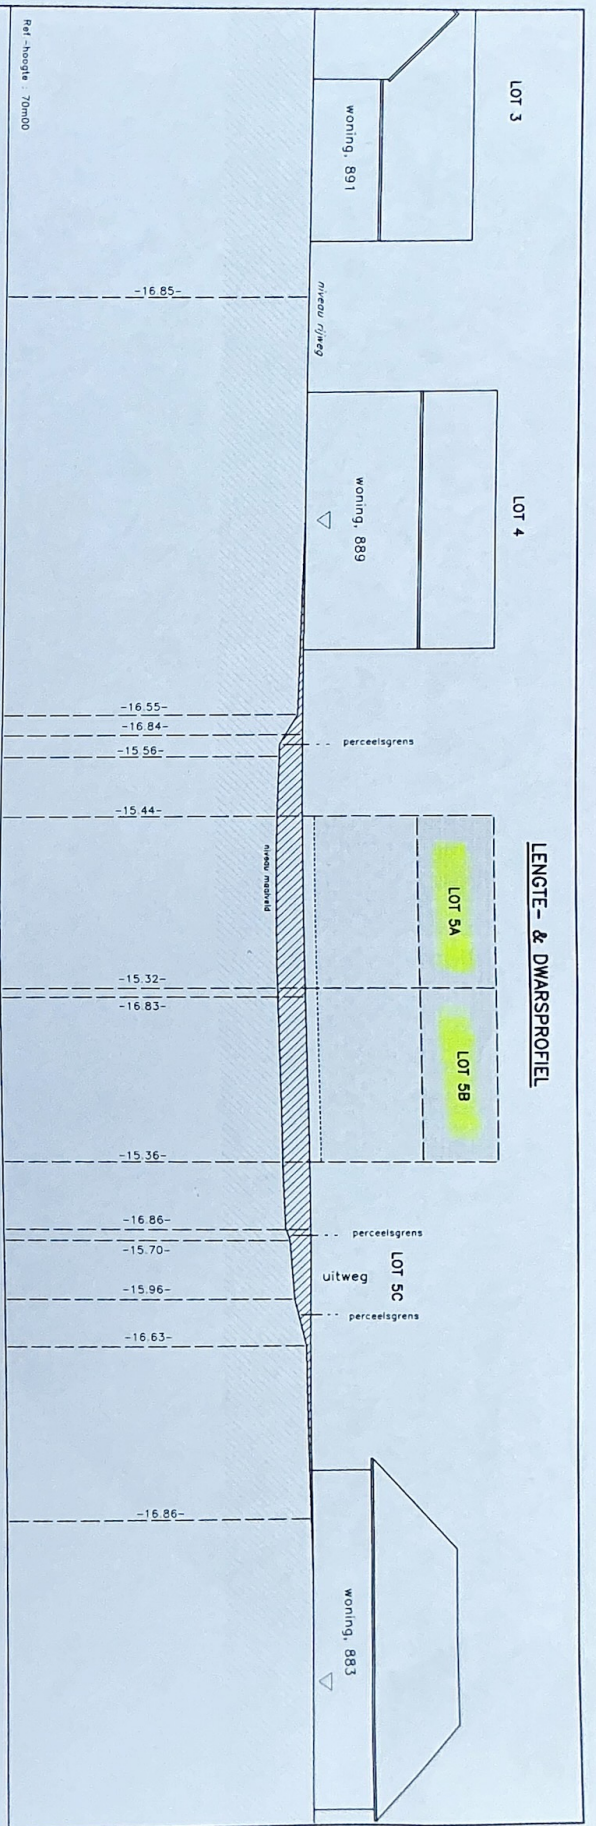 LENGTE- & DWARSPROFIEL
LOT 3
LOT 4
LOT 5A
LOT 5B
LOT 5C
woning, 891
niveau rijweg
woning, 889
perceelsgrens
niveau maaiveld
perceelsgrens
uitweg
perceelsgrens
woning, 883
-16.85-
-16.55-
-16.84-
-15.56-
-15.44-
-15.32-
-16.83-
-15.36-
-16.86-
-15.70-
-15.96-
-16.63-
-16.86-
Ref-hoogte : 70m00